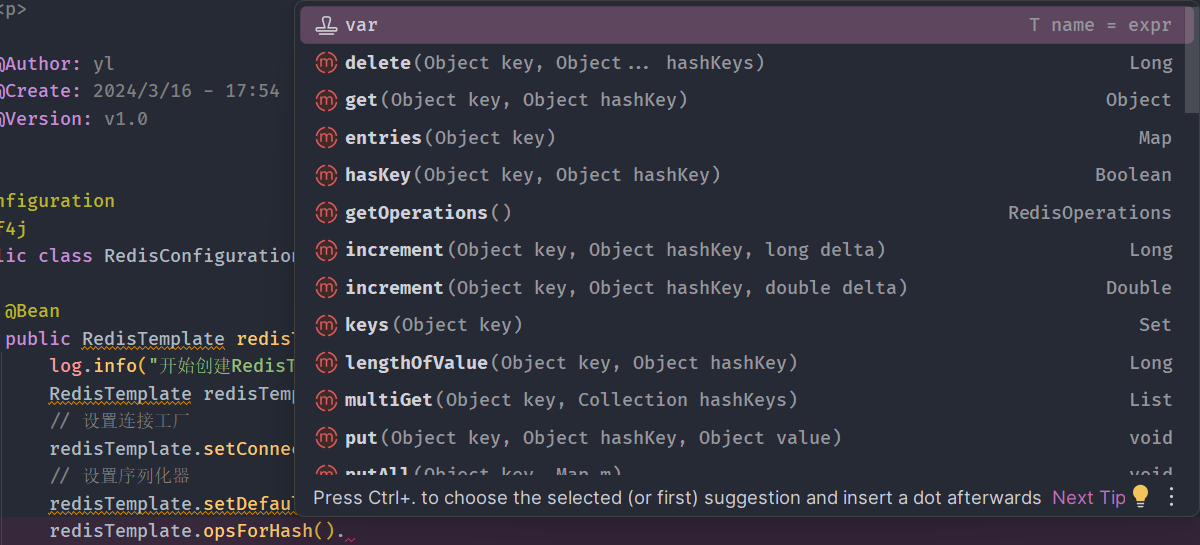 <p>
@Author: yl
@Create: 2024/3/16 - 17:54
@Version: v1.0
nfiguration
f4j
lic class RedisConfiguration
@Bean
public RedisTemplate redisT
log.info("开始创建RedisT
RedisTemplate redisTemp
// 设置连接工厂
redisTemplate.setConnec
// 设置序列化器
redisTemplate.setDefaul
redisTemplate.opsForHash().
var T name = expr
delete(Object key, Object... hashKeys) Long
get(Object key, Object hashKey) Object
entries(Object key) Map
hasKey(Object key, Object hashKey) Boolean
getOperations() RedisOperations
increment(Object key, Object hashKey, long delta) Long
increment(Object key, Object hashKey, double delta) Double
keys(Object key) Set
lengthOfValue(Object key, Object hashKey) Long
multiGet(Object key, Collection hashKeys) List
put(Object key, Object hashKey, Object value) void
putAll(Object key, Map m) void
Press Ctrl+. to choose the selected (or first) suggestion and insert a dot afterwards Next Tip